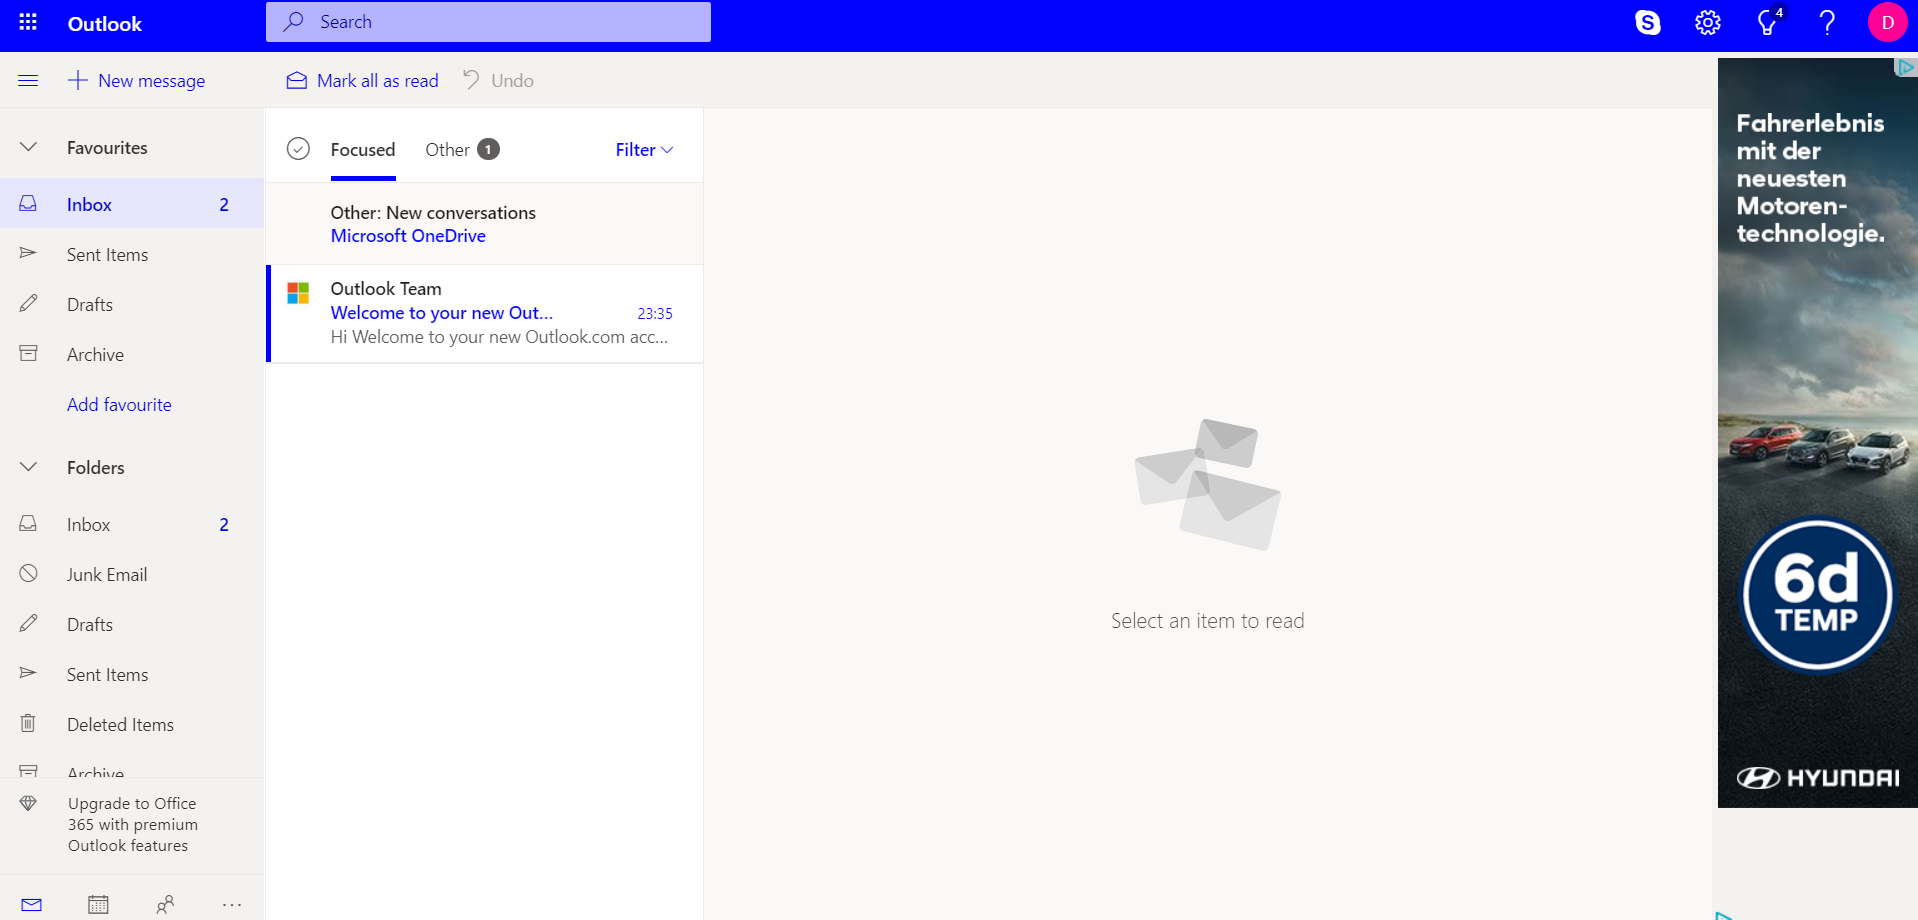 Outlook
Search
4
D
New message
Mark all as read
Undo
Favourites
Inbox 2
Sent Items
Drafts
Archive
Add favourite
Folders
Inbox 2
Junk Email
Drafts
Sent Items
Deleted Items
Archive
Upgrade to Office
365 with premium
Outlook features
Focused
Other 1
Filter
Other: New conversations
Microsoft OneDrive
Outlook Team
Welcome to your new Out... 23:35
Hi Welcome to your new Outlook.com acc...
Select an item to read
Fahrerlebnis
mit der
neuesten
Motoren-
technologie.
6d
TEMP
HYUNDAI